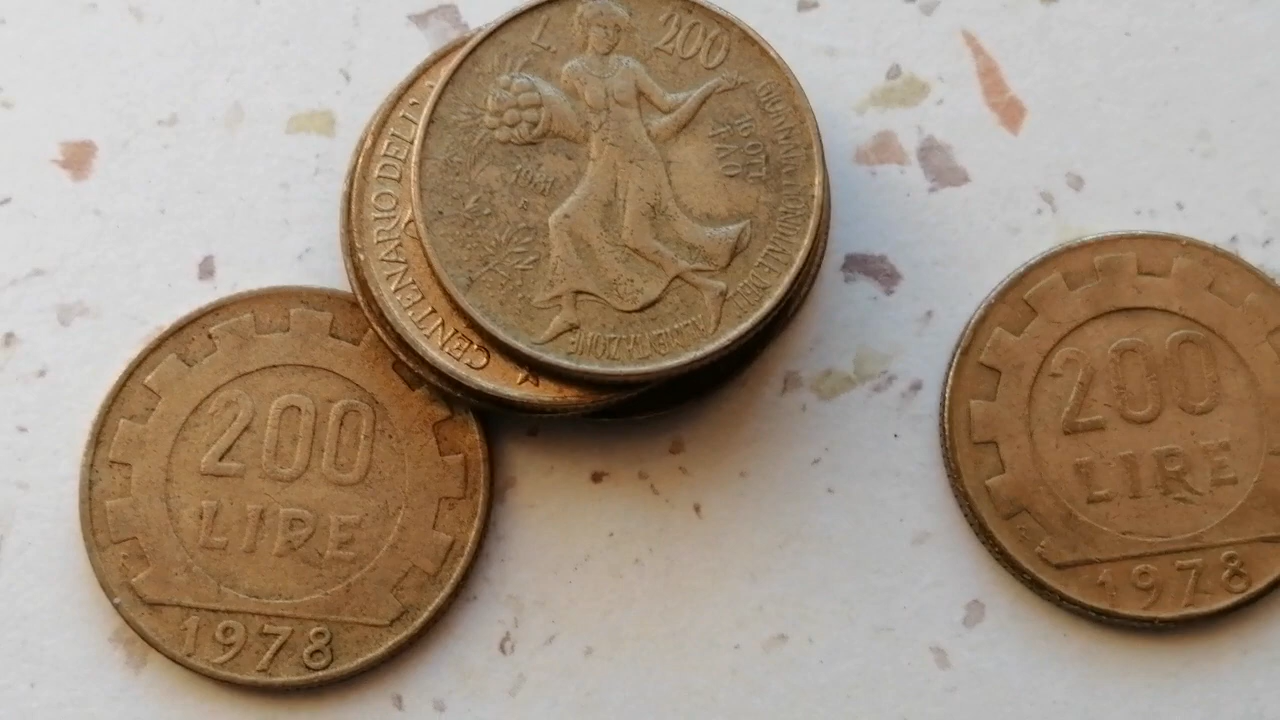 L. 200
GIORNATA MONDIALE DELL'
ALIMENTAZIONE
16 OTT
FAO
1981
R
CENTENARIO DELL'
200
LIRE
1978
200
LIRE
1978